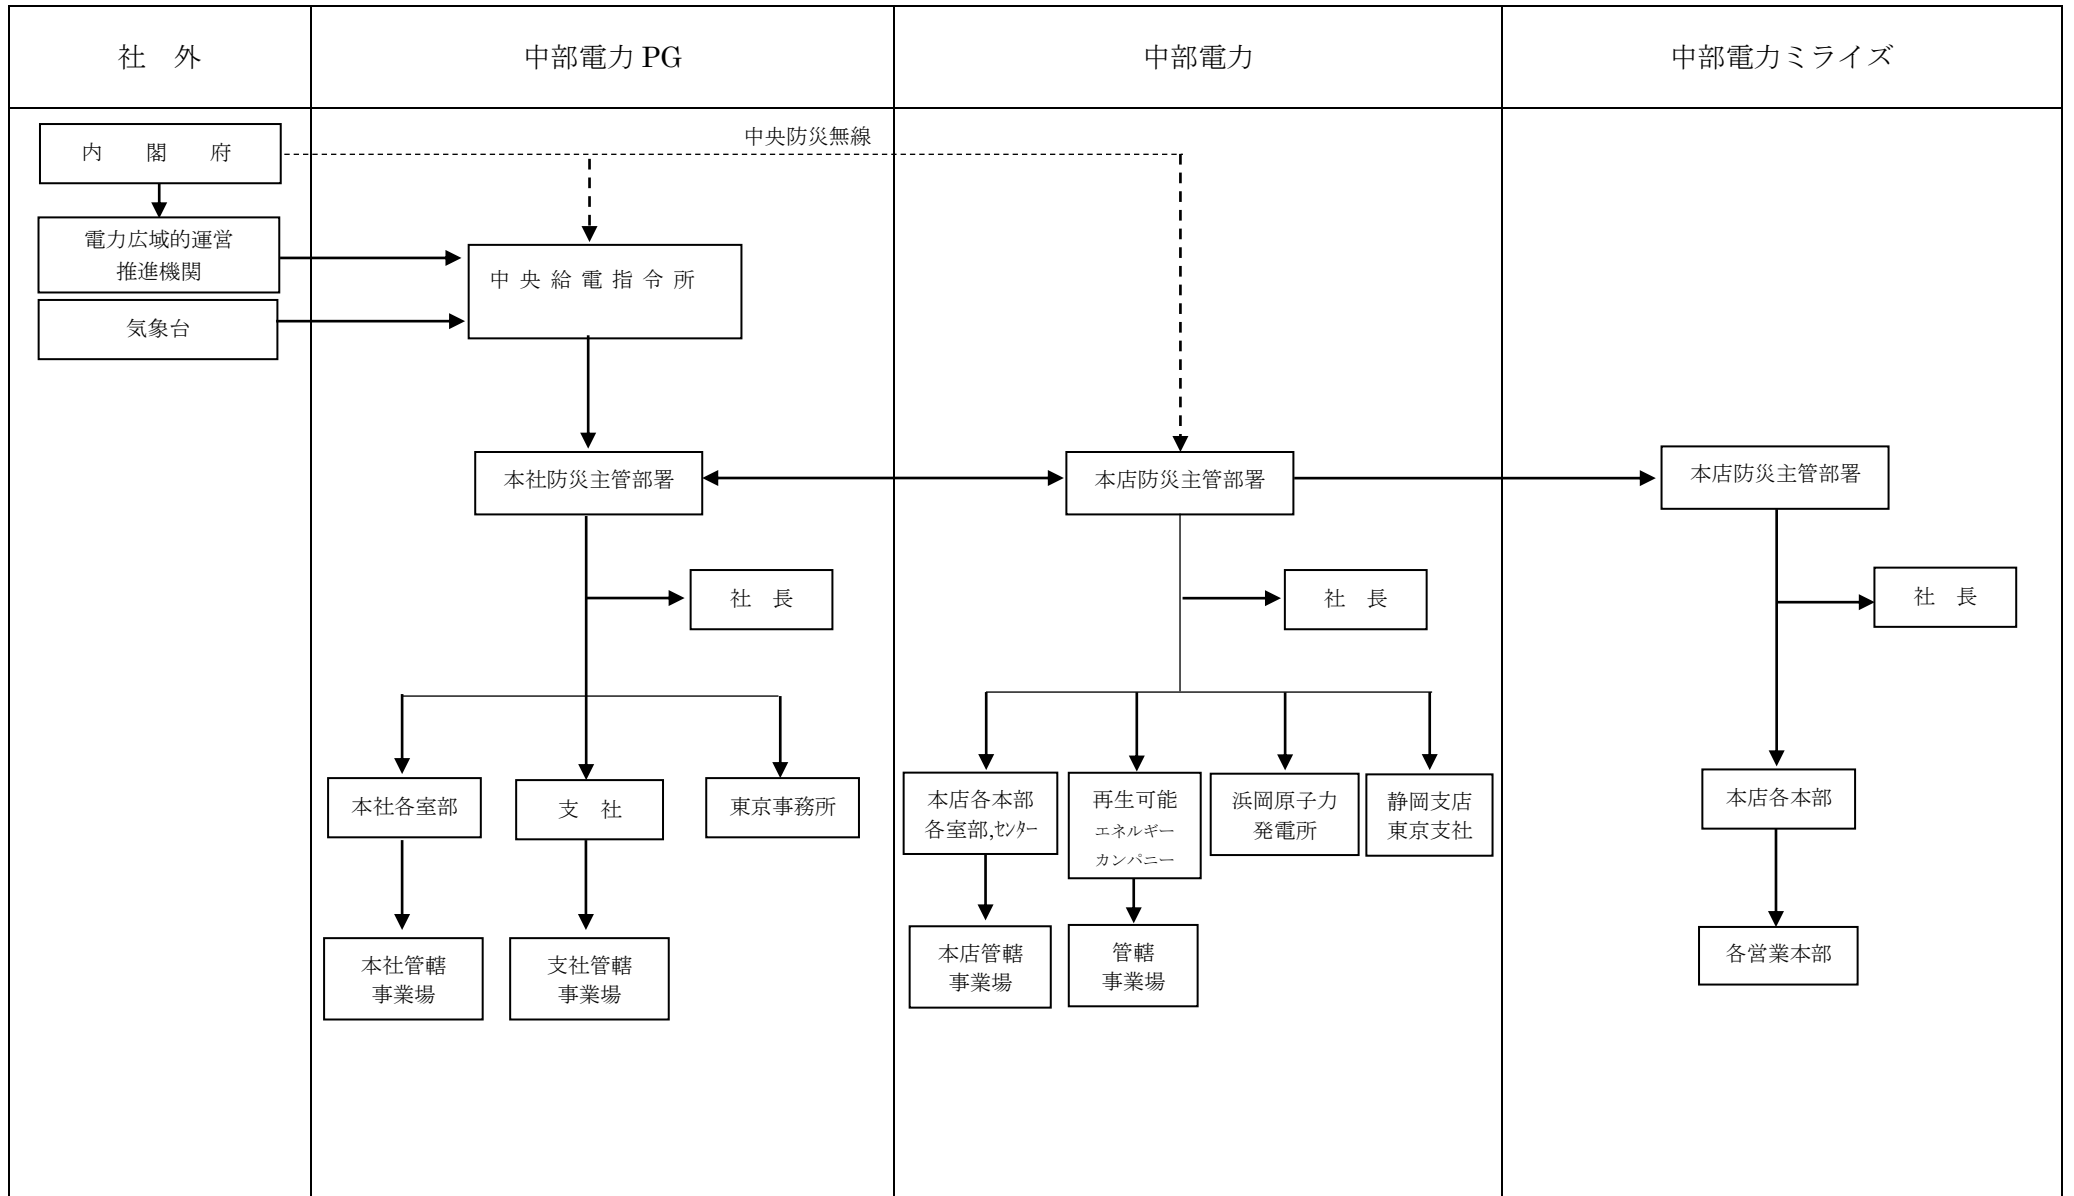 社　外
中部電力 PG
中部電力
中部電力ミライズ
中央防災無線
内　　閣　　府
電力広域的運営
推進機関
気象台
中 央 給 電 指 令 所
本社防災主管部署
本店防災主管部署
本店防災主管部署
社　長
社　長
社　長
本社各室部
支　社
東京事務所
本店各本部
各室部,ｾﾝﾀｰ
再生可能
エネルギー
カンパニー
浜岡原子力
発電所
静岡支店
東京支社
本店各本部
本社管轄
事業場
支社管轄
事業場
本店管轄
事業場
管轄
事業場
各営業本部